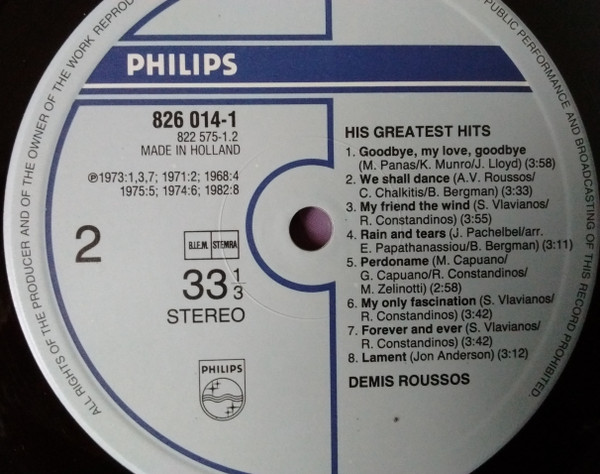 ALL RIGHTS OF THE PRODUCER AND OF THE OWNER OF THE WORK REPROD
PUBLIC PERFORMANCE AND BROADCASTING OF THIS RECORD PROHIBITED.
PHILIPS
826 014-1
822 575-1.2
MADE IN HOLLAND
℗1973:1,3,7; 1971:2; 1968:4
1975:5; 1974:6; 1982:8
2
B.I.E.M. STEMRA
33 1/3
STEREO
PHILIPS
HIS GREATEST HITS
1. Goodbye, my love, goodbye
(M. Panas/K. Munro/J. Lloyd) (3:58)
2. We shall dance (A.V. Roussos/
C. Chalkitis/B. Bergman) (3:33)
3. My friend the wind (S. Vlavianos/
R. Constandinos) (3:55)
4. Rain and tears (J. Pachelbel/arr.
E. Papathanassiou/B. Bergman) (3:11)
5. Perdoname (M. Capuano/
G. Capuano/R. Constandinos/
M. Zelinotti) (2:58)
6. My only fascination (S. Vlavianos/
R. Constandinos) (3:42)
7. Forever and ever (S. Vlavianos/
R. Constandinos) (3:42)
8. Lament (Jon Anderson) (3:12)
DEMIS ROUSSOS